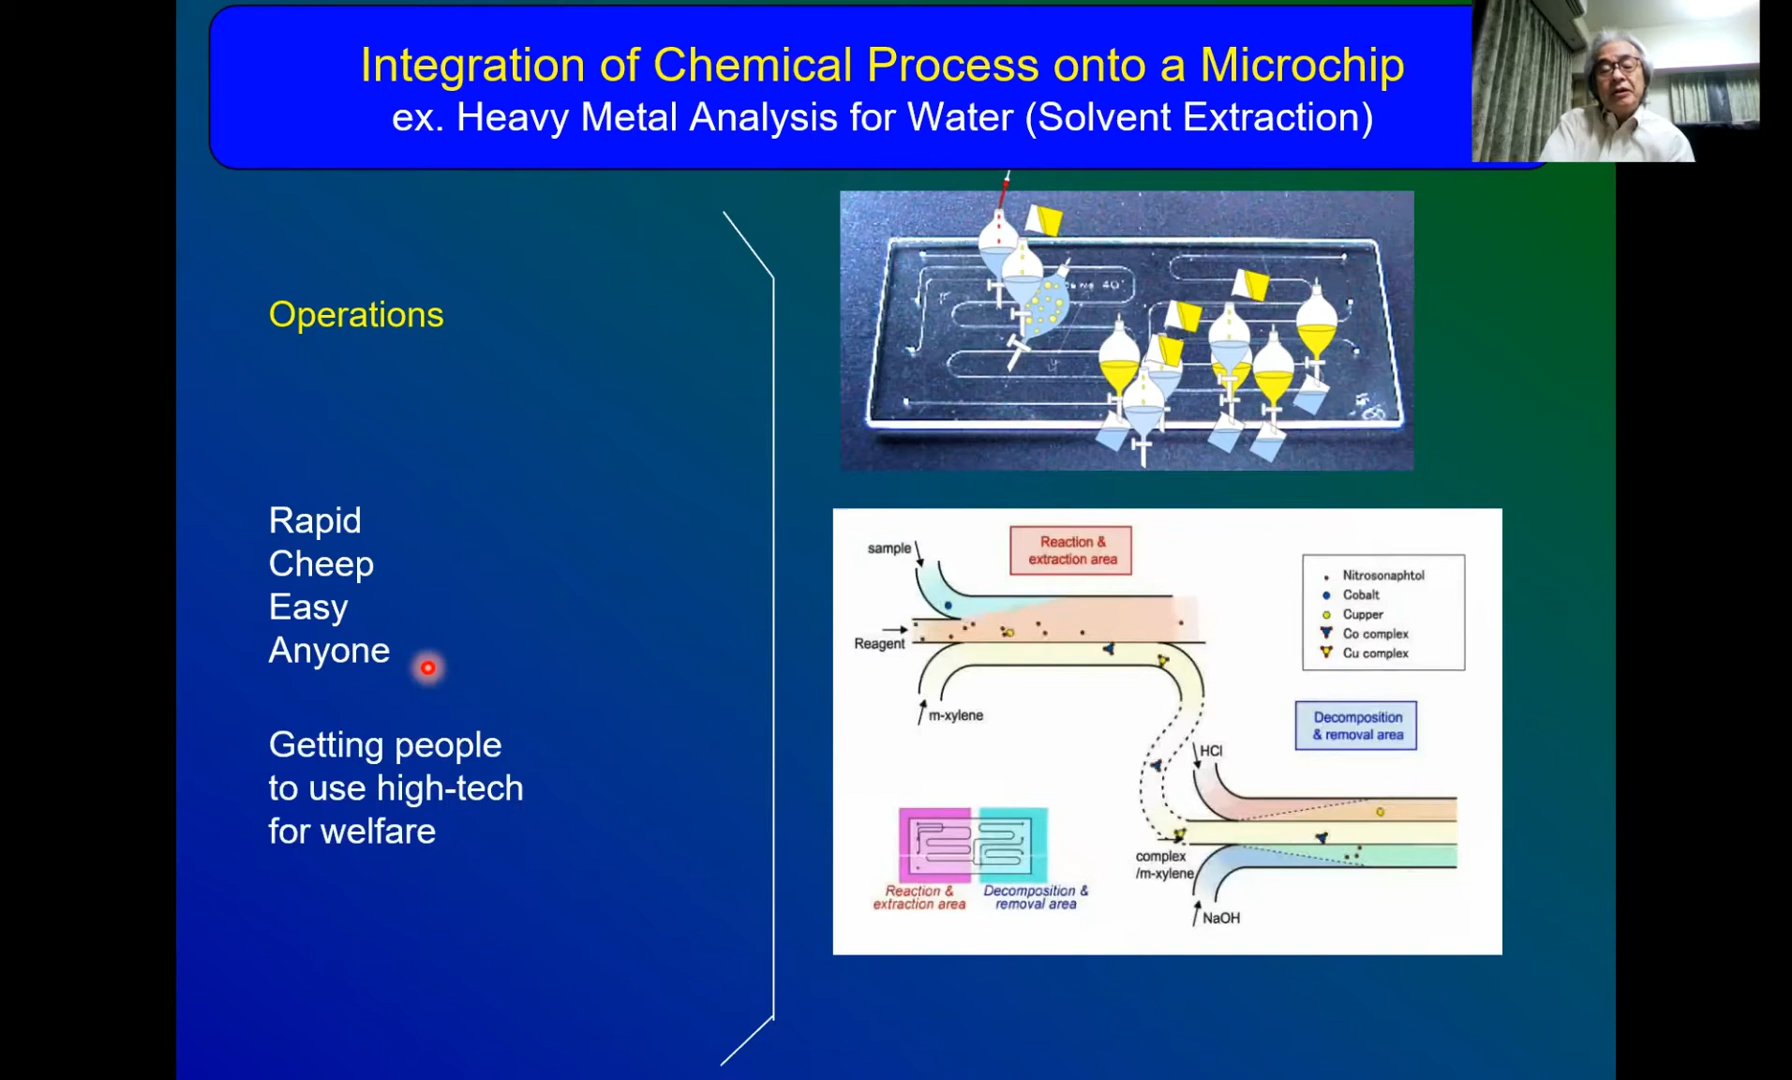 Integration of Chemical Process onto a Microchip
ex. Heavy Metal Analysis for Water (Solvent Extraction)
Operations
Rapid
Cheep
Easy
Anyone
Getting people
to use high-tech
for welfare
Reaction &
extraction area
sample
Reagent
m-xylene
Nitrosonaphtol
Cobalt
Cupper
Co complex
Cu complex
Decomposition
& removal area
HCl
complex
/m-xylene
NaOH
Reaction &
extraction area
Decomposition &
removal area